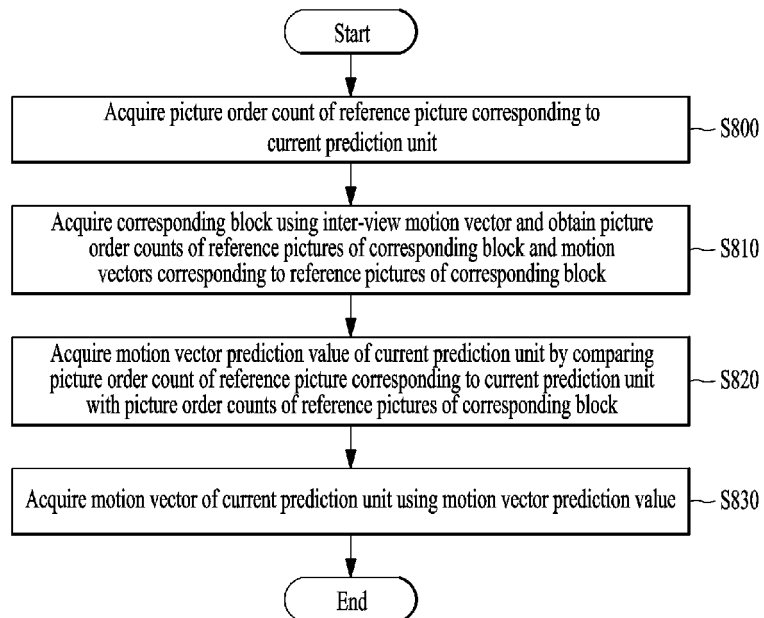 Start
Acquire picture order count of reference picture corresponding to
current prediction unit
S800
Acquire corresponding block using inter-view motion vector and obtain picture
order counts of reference pictures of corresponding block and motion
vectors corresponding to reference pictures of corresponding block
S810
Acquire motion vector prediction value of current prediction unit by comparing
picture order count of reference picture corresponding to current prediction unit
with picture order counts of reference pictures of corresponding block
S820
Acquire motion vector of current prediction unit using motion vector prediction value
S830
End